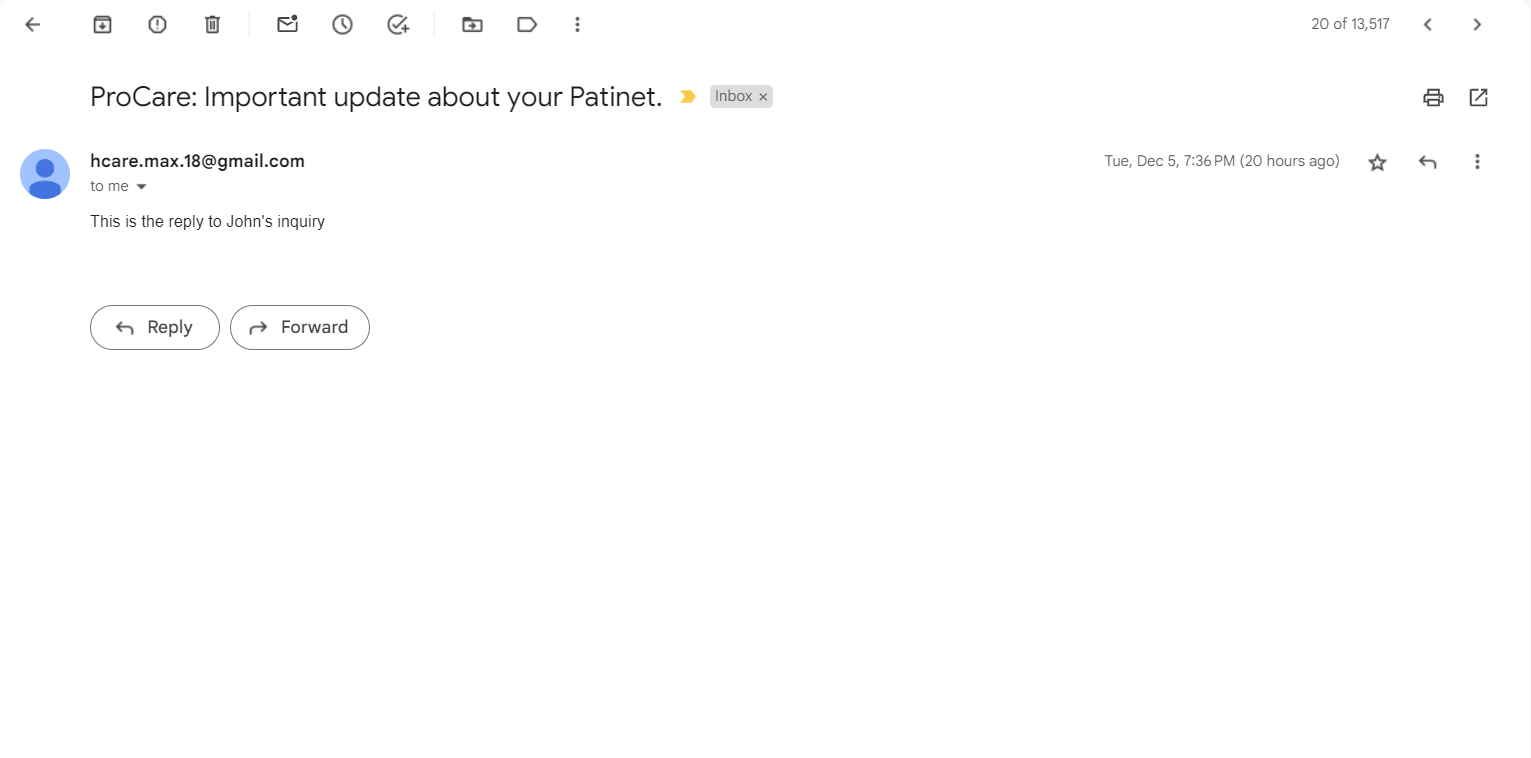 20 of 13,517
ProCare: Important update about your Patinet.
Inbox ×
hcare.max.18@gmail.com
Tue, Dec 5, 7:36 PM (20 hours ago)
to me
This is the reply to John's inquiry
Reply
Forward